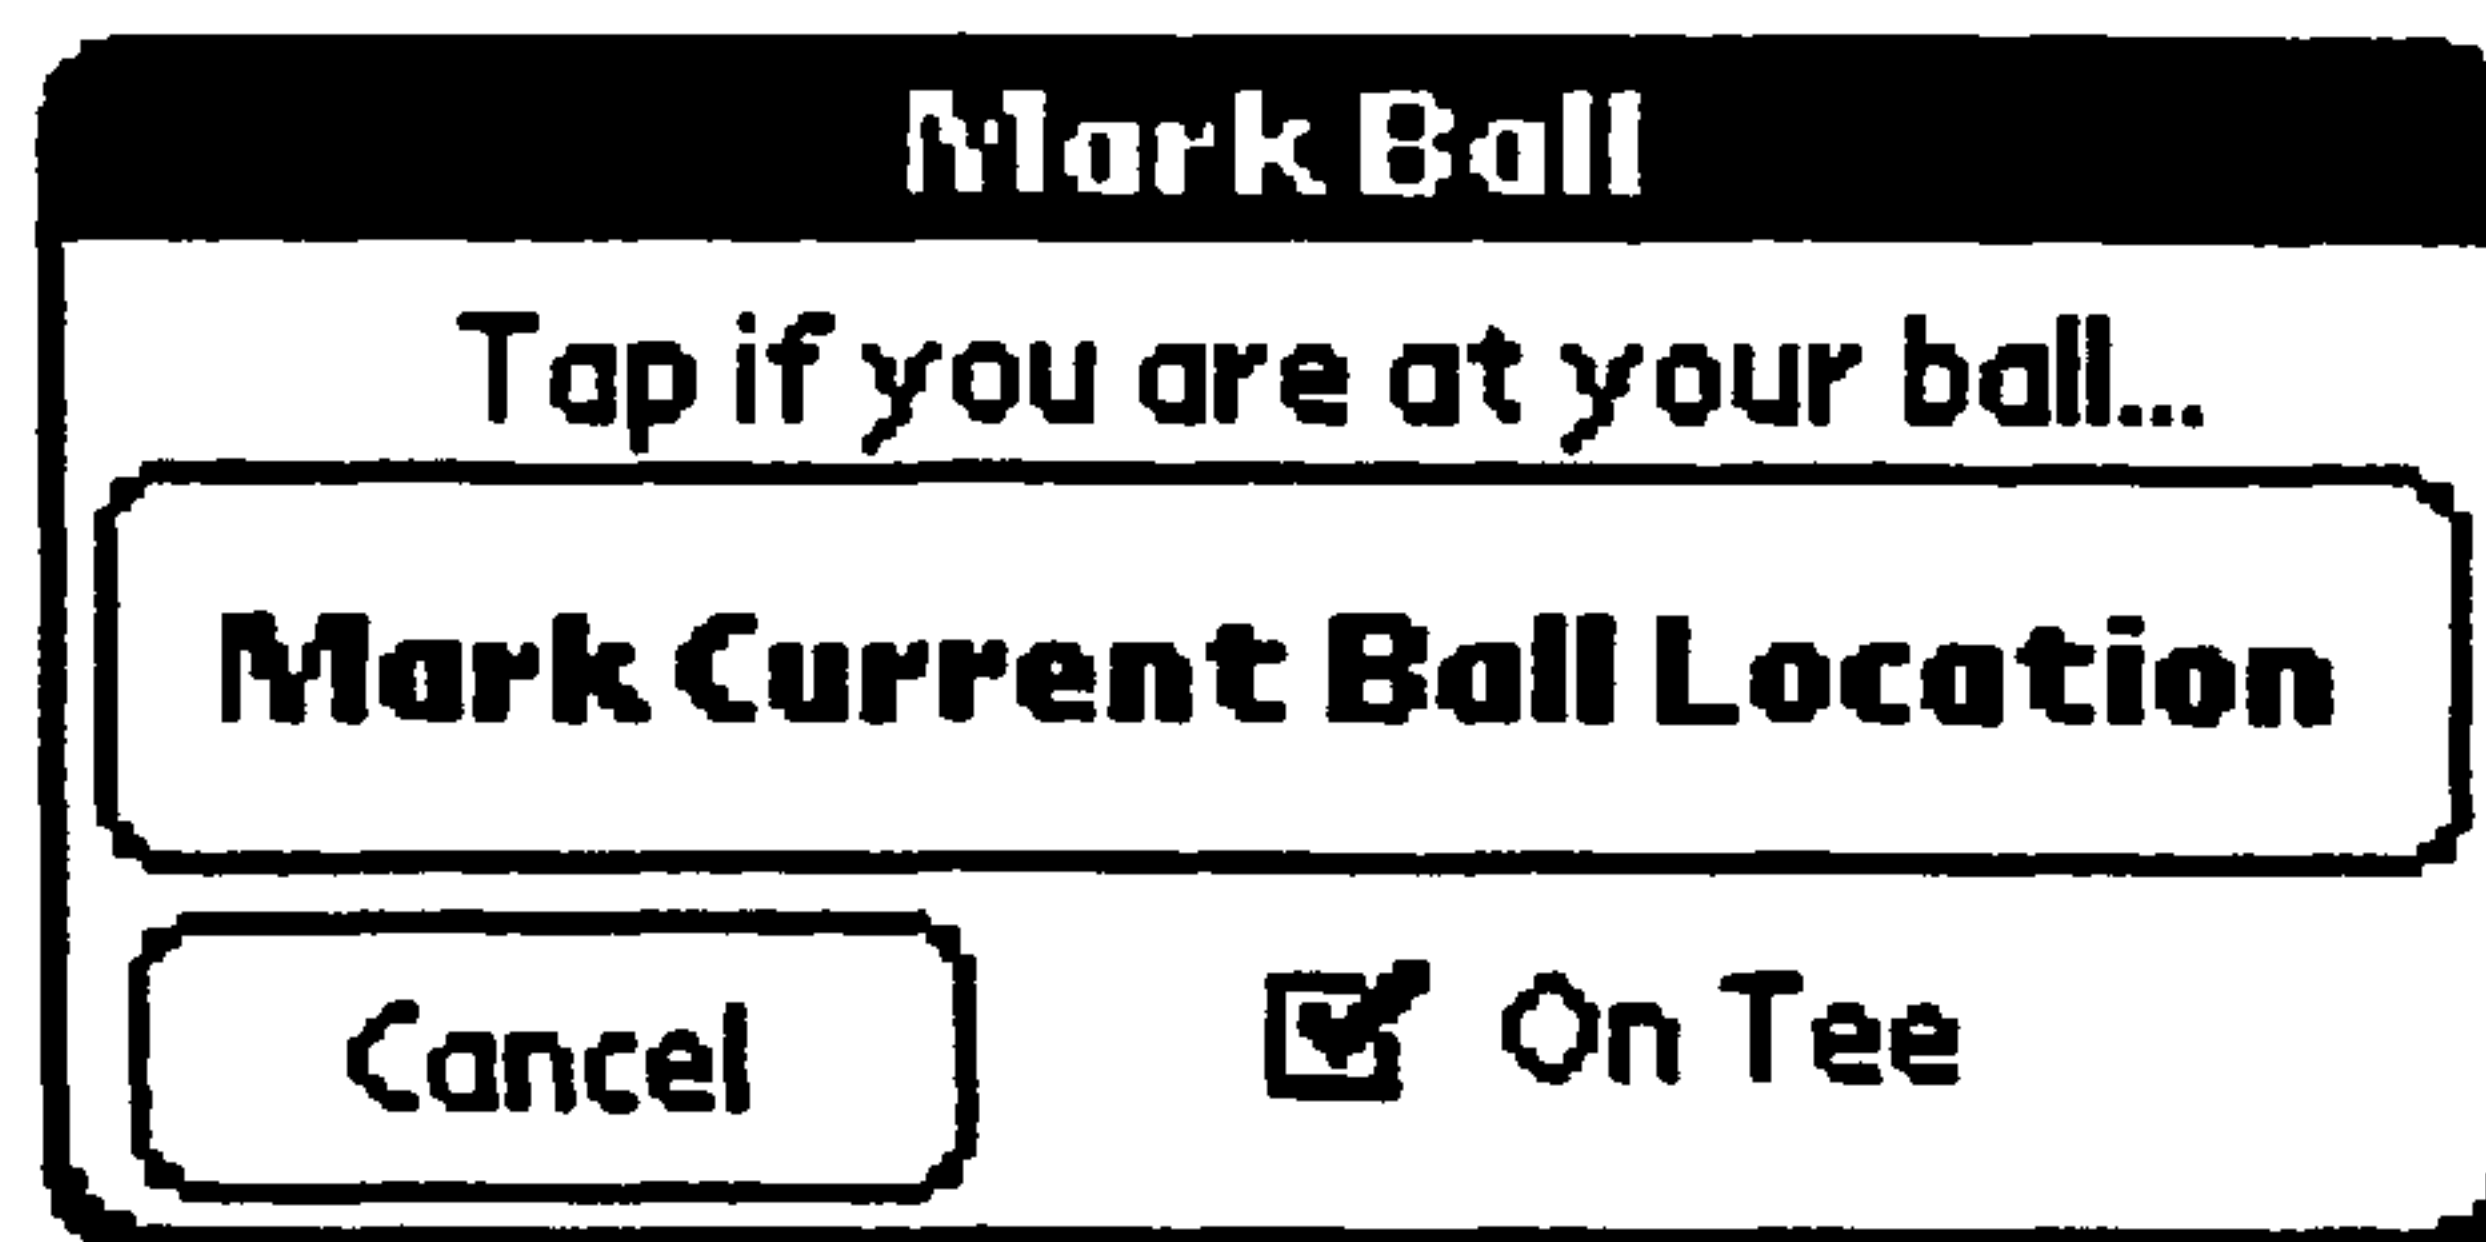 Mark Ball
Tap if you are at your ball...
Mark Current Ball Location
Cancel
On Tee